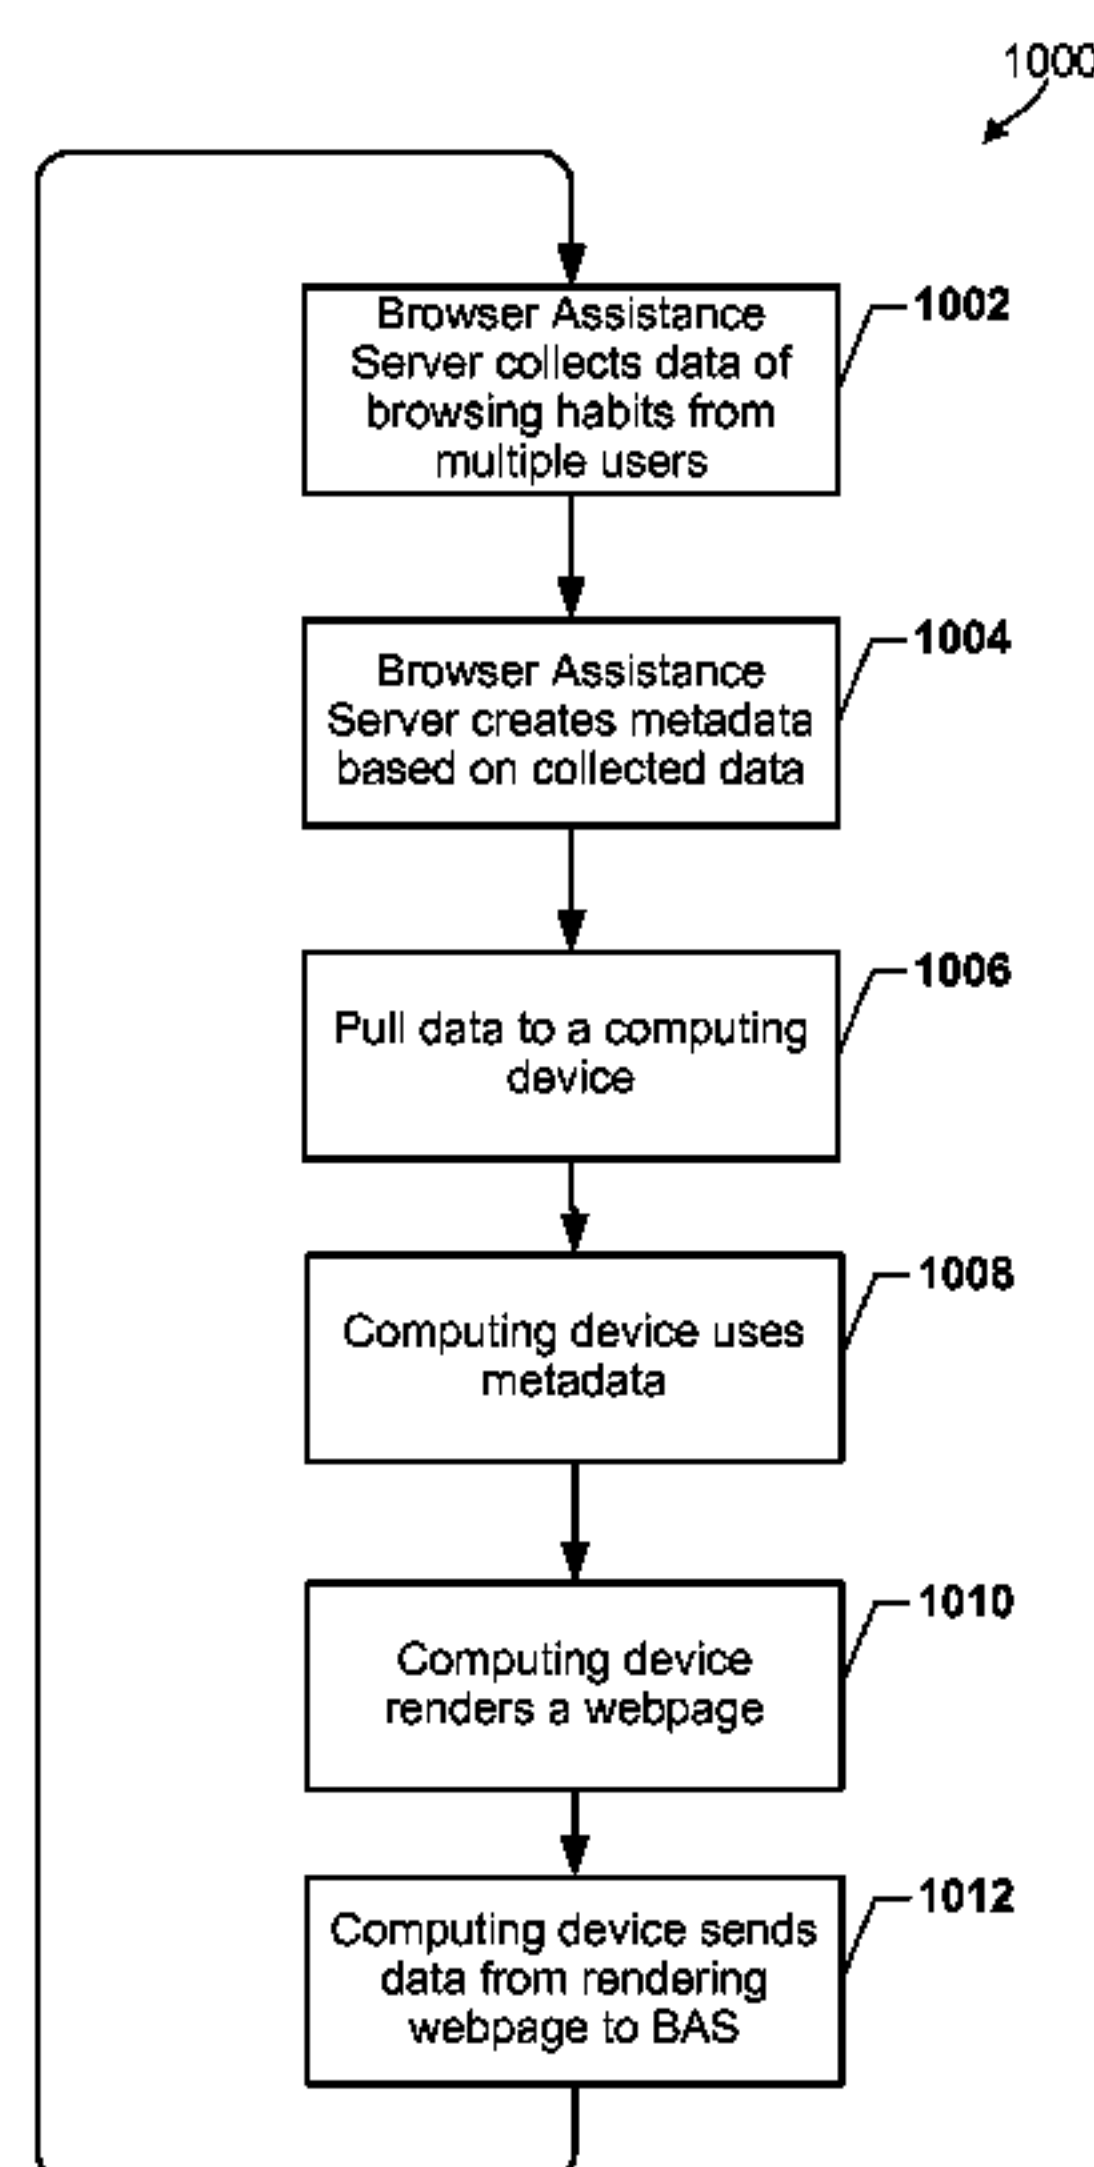 1000
Browser Assistance
Server collects data of
browsing habits from
multiple users
1002
Browser Assistance
Server creates metadata
based on collected data
1004
Pull data to a computing
device
1006
Computing device uses
metadata
1008
Computing device
renders a webpage
1010
Computing device sends
data from rendering
webpage to BAS
1012